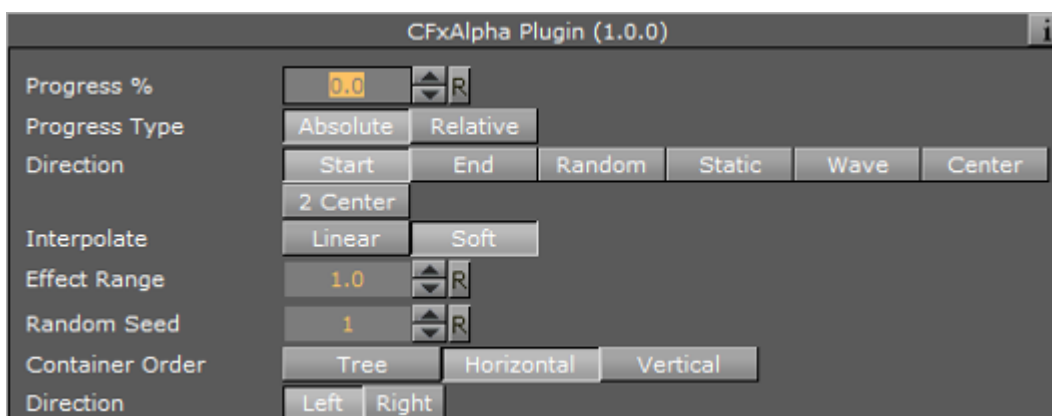 CFxAlpha Plugin (1.0.0) i
Progress % 0.0 R
Progress Type Absolute Relative
Direction Start End Random Static Wave Center
2 Center
Interpolate Linear Soft
Effect Range 1.0 R
Random Seed 1 R
Container Order Tree Horizontal Vertical
Direction Left Right